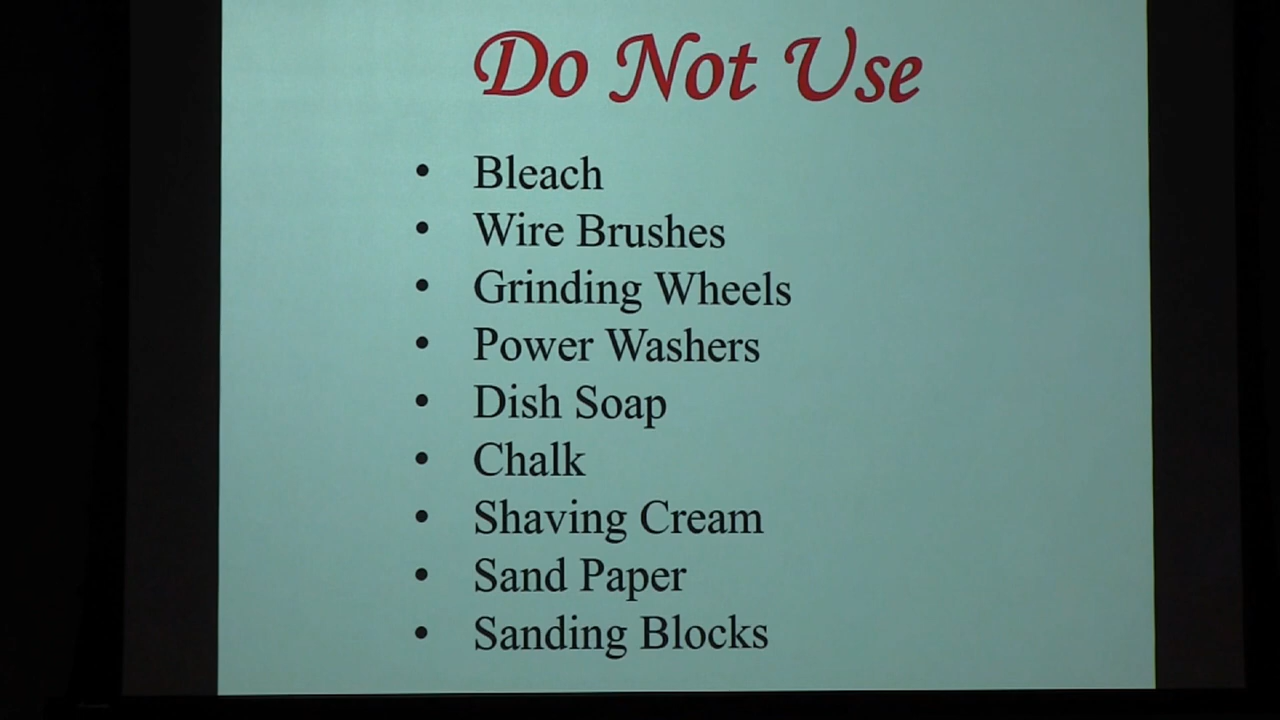 Do Not Use
• Bleach
• Wire Brushes
• Grinding Wheels
• Power Washers
• Dish Soap
• Chalk
• Shaving Cream
• Sand Paper
• Sanding Blocks